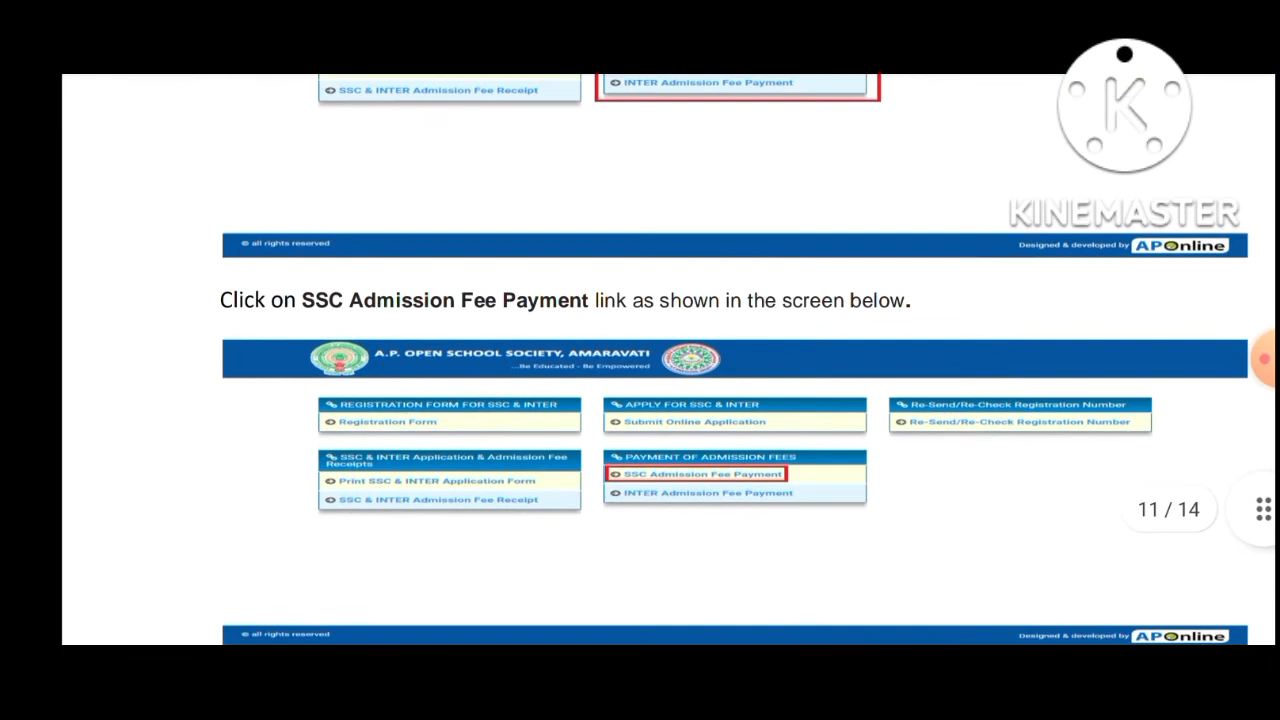 SSC & INTER Admission Fee Receipt
INTER Admission Fee Payment
K
KINEMASTER
© all rights reserved
Designed & developed by APOnline
Click on SSC Admission Fee Payment link as shown in the screen below.
A.P. OPEN SCHOOL SOCIETY, AMARAVATI
...Be Educated - Be Empowered
REGISTRATION FORM FOR SSC & INTER
Registration Form
APPLY FOR SSC & INTER
Submit Online Application
Re-Send/Re-Check Registration Number
Re-Send/Re-Check Registration Number
SSC & INTER Application & Admission Fee
Receipts
Print SSC & INTER Application Form
SSC & INTER Admission Fee Receipt
PAYMENT OF ADMISSION FEES
SSC Admission Fee Payment
INTER Admission Fee Payment
11 / 14
© all rights reserved
Designed & developed by APOnline